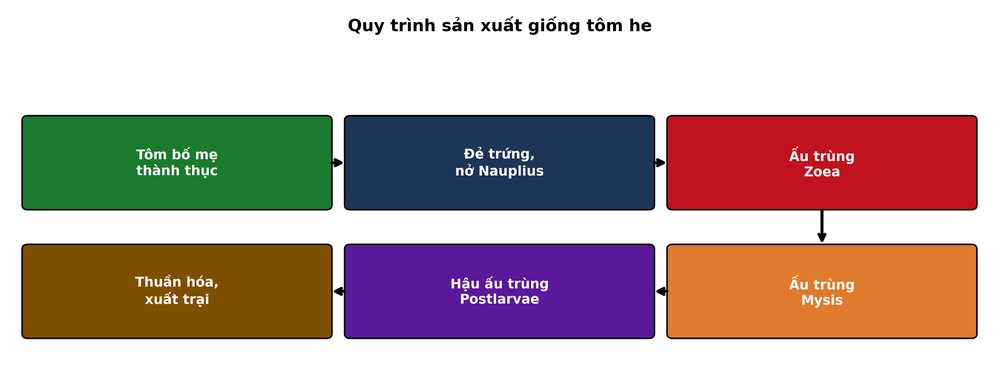 Quy trình sản xuất giống tôm he
Tôm bố mẹ
thành thục
Đẻ trứng,
nở Nauplius
Ấu trùng
Zoea
Ấu trùng
Mysis
Hậu ấu trùng
Postlarvae
Thuần hóa,
xuất trại